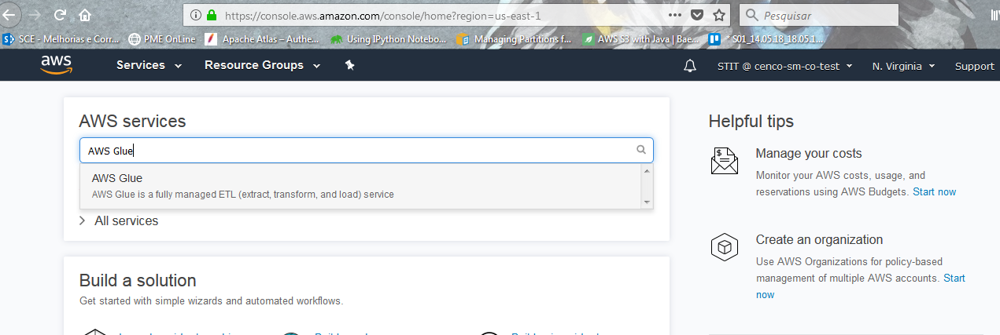 https://console.aws.amazon.com/console/home?region=us-east-1
Pesquisar
SCE - Melhorias e Corr...
PME OnLine
Apache Atlas – Authe...
Using IPython Notebo...
Managing Partitions f...
AWS S3 with Java | Bae...
S01_14.05.18_18.05.1...
aws
Services
Resource Groups
STIT @ cenco-sm-co-test
N. Virginia
Support
AWS services
AWS Glue
AWS Glue
AWS Glue is a fully managed ETL (extract, transform, and load) service
All services
Build a solution
Get started with simple wizards and automated workflows.
Helpful tips
Manage your costs
Monitor your AWS costs, usage, and
reservations using AWS Budgets. Start now
Create an organization
Use AWS Organizations for policy-based
management of multiple AWS accounts. Start
now